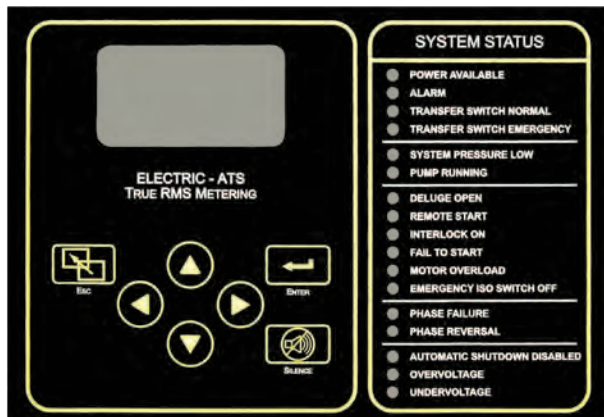 ELECTRIC - ATS
TRUE RMS METERING
ESC
ENTER
SILENCE
SYSTEM STATUS
POWER AVAILABLE
ALARM
TRANSFER SWITCH NORMAL
TRANSFER SWITCH EMERGENCY
SYSTEM PRESSURE LOW
PUMP RUNNING
DELUGE OPEN
REMOTE START
INTERLOCK ON
FAIL TO START
MOTOR OVERLOAD
EMERGENCY ISO SWITCH OFF
PHASE FAILURE
PHASE REVERSAL
AUTOMATIC SHUTDOWN DISABLED
OVERVOLTAGE
UNDERVOLTAGE